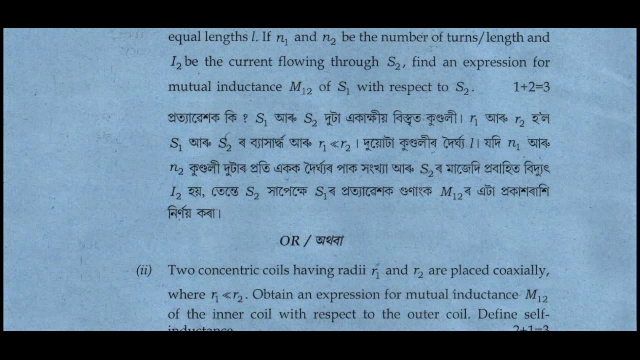 equal lengths l. If n₁ and n₂ be the number of turns/length and
I₂ be the current flowing through S₂, find an expression for
mutual inductance M₁₂ of S₁ with respect to S₂. 1+2=3
প্ৰত্যাৱেশক কি ? S₁ আৰু S₂ দুটা একাক্ষীয় বিস্তৃত কুণ্ডলী। r₁ আৰু r₂ হ'ল
S₁ আৰু S₂ ৰ ব্যাসাৰ্দ্ধ আৰু r₁ ≪ r₂ । দুয়োটা কুণ্ডলীৰ দৈৰ্ঘ্য l। যদি n₁ আৰু
n₂ কুণ্ডলী দুটাৰ প্ৰতি একক দৈৰ্ঘ্যৰ পাক সংখ্যা আৰু S₂ ৰ মাজেদি প্ৰবাহিত বিদ্যুৎ
I₂ হয়, তেন্তে S₂ সাপেক্ষে S₁ৰ প্ৰত্যাৱেশক গুণাংক M₁₂ৰ এটা প্ৰকাশৰাশি
নিৰ্ণয় কৰা।
OR / অথবা
(ii) Two concentric coils having radii r₁ and r₂ are placed coaxially,
where r₁ ≪ r₂. Obtain an expression for mutual inductance M₁₂
of the inner coil with respect to the outer coil. Define self-
inductance. 2+1=3